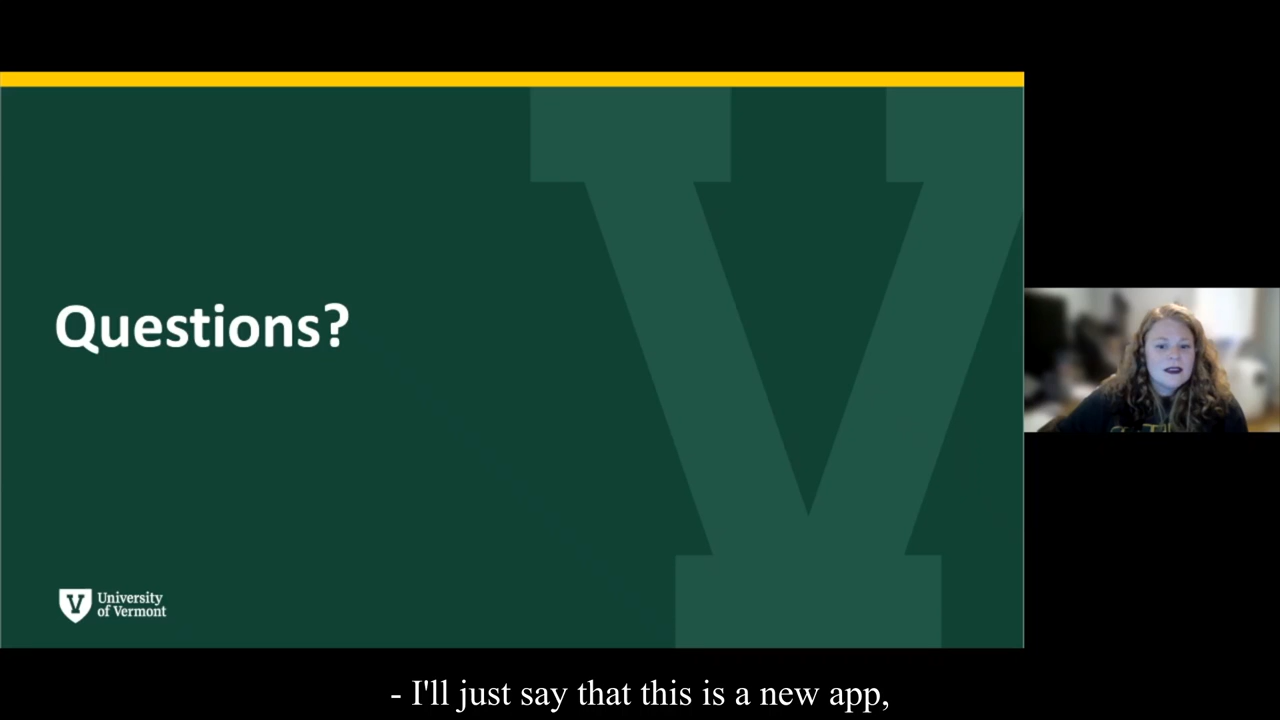 Questions?
University
of Vermont
- I'll just say that this is a new app,